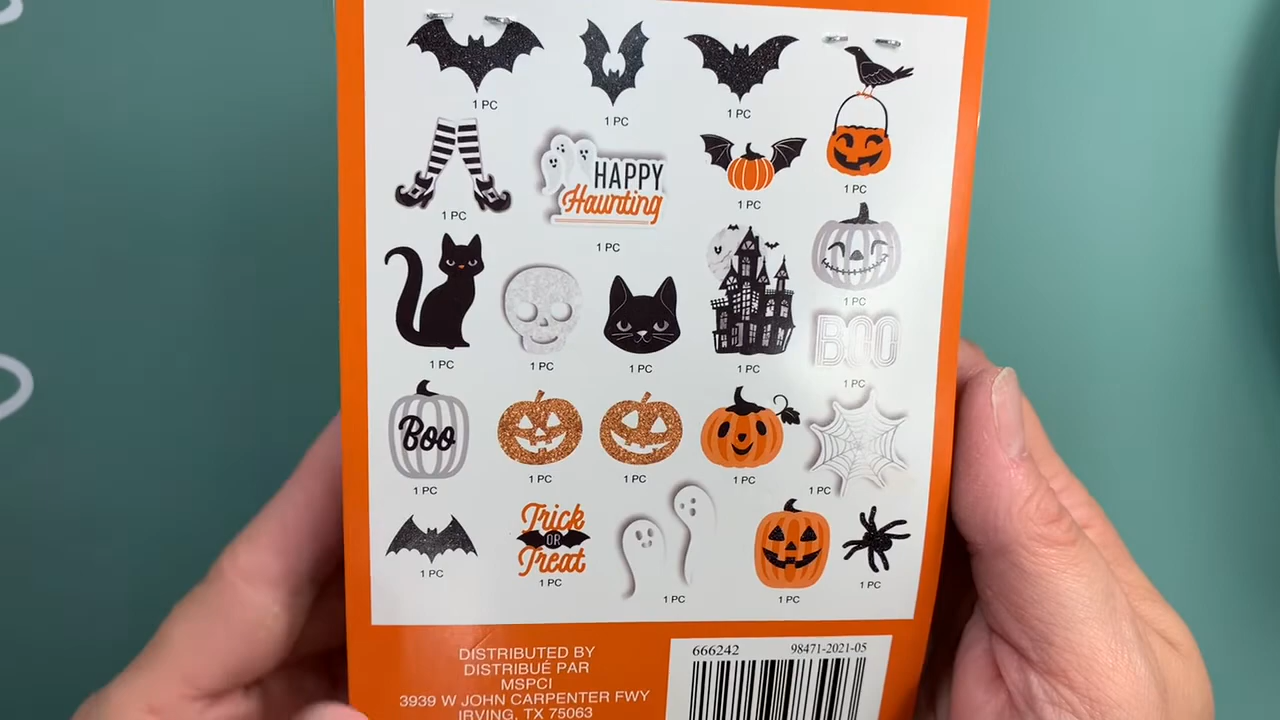 1 PC
1 PC
1 PC
1 PC
1 PC
HAPPY
Haunting
1 PC
1 PC
1 PC
1 PC
1 PC
1 PC
1 PC
BOO
1 PC
Boo
1 PC
1 PC
1 PC
1 PC
1 PC
1 PC
Trick
OR
Treat
1 PC
1 PC
1 PC
1 PC
DISTRIBUTED BY
DISTRIBUÉ PAR
MSPCI
3939 W JOHN CARPENTER FWY
IRVING, TX 75063
666242 98471-2021-05